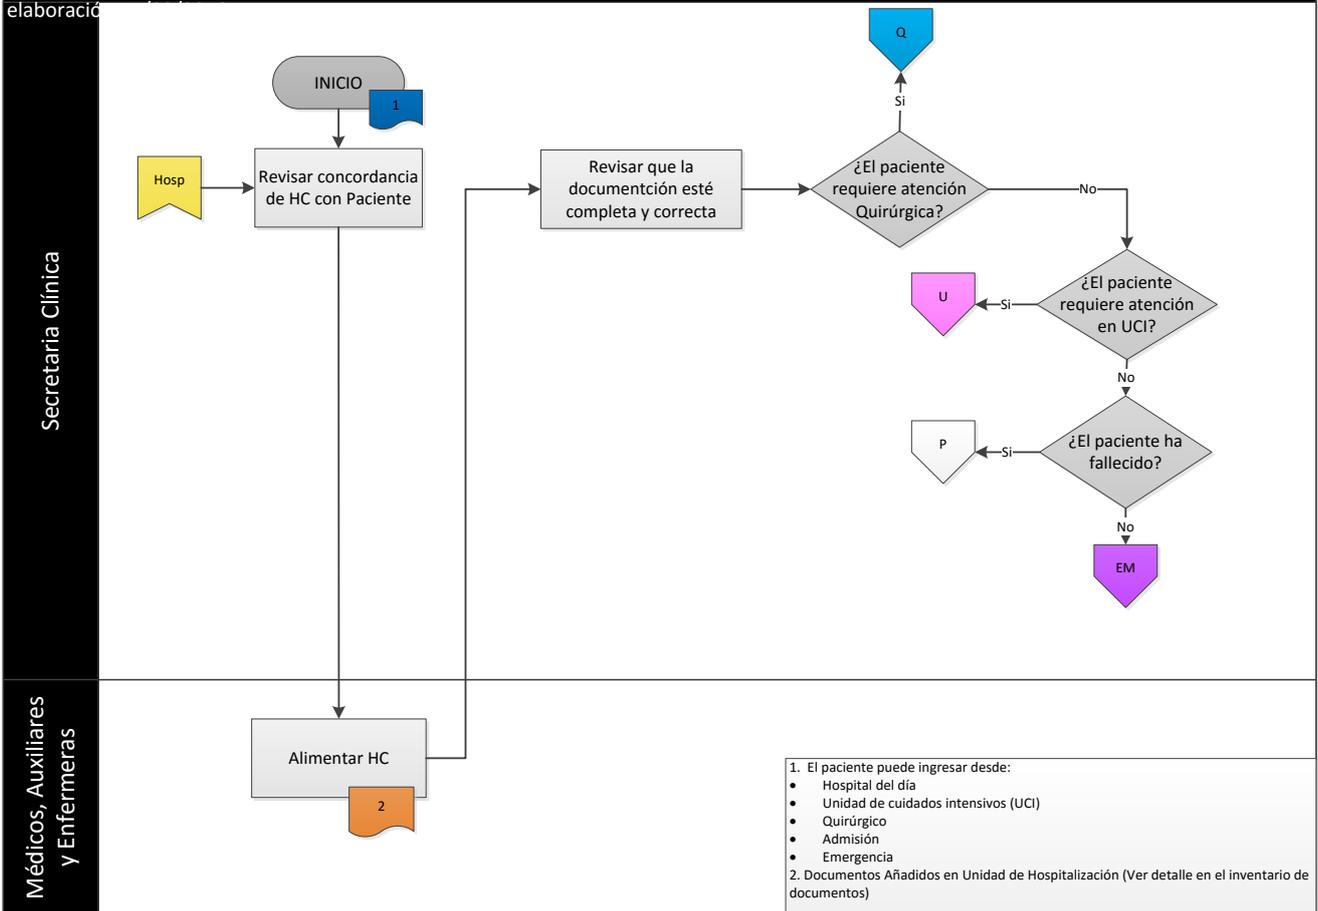 elaboració
INICIO
1
Hosp
Revisar concordancia
de HC con Paciente
Revisar que la
documentción esté
completa y correcta
Q
Si
¿El paciente
requiere atención
Quirúrgica?
No
U
Si
¿El paciente
requiere atención
en UCI?
No
P
Si
¿El paciente ha
fallecido?
No
EM
Secretaria Clínica
Alimentar HC
2
Médicos, Auxiliares
y Enfermeras
1. El paciente puede ingresar desde:
• Hospital del día
• Unidad de cuidados intensivos (UCI)
• Quirúrgico
• Admisión
• Emergencia
2. Documentos Añadidos en Unidad de Hospitalización (Ver detalle en el inventario de
documentos)